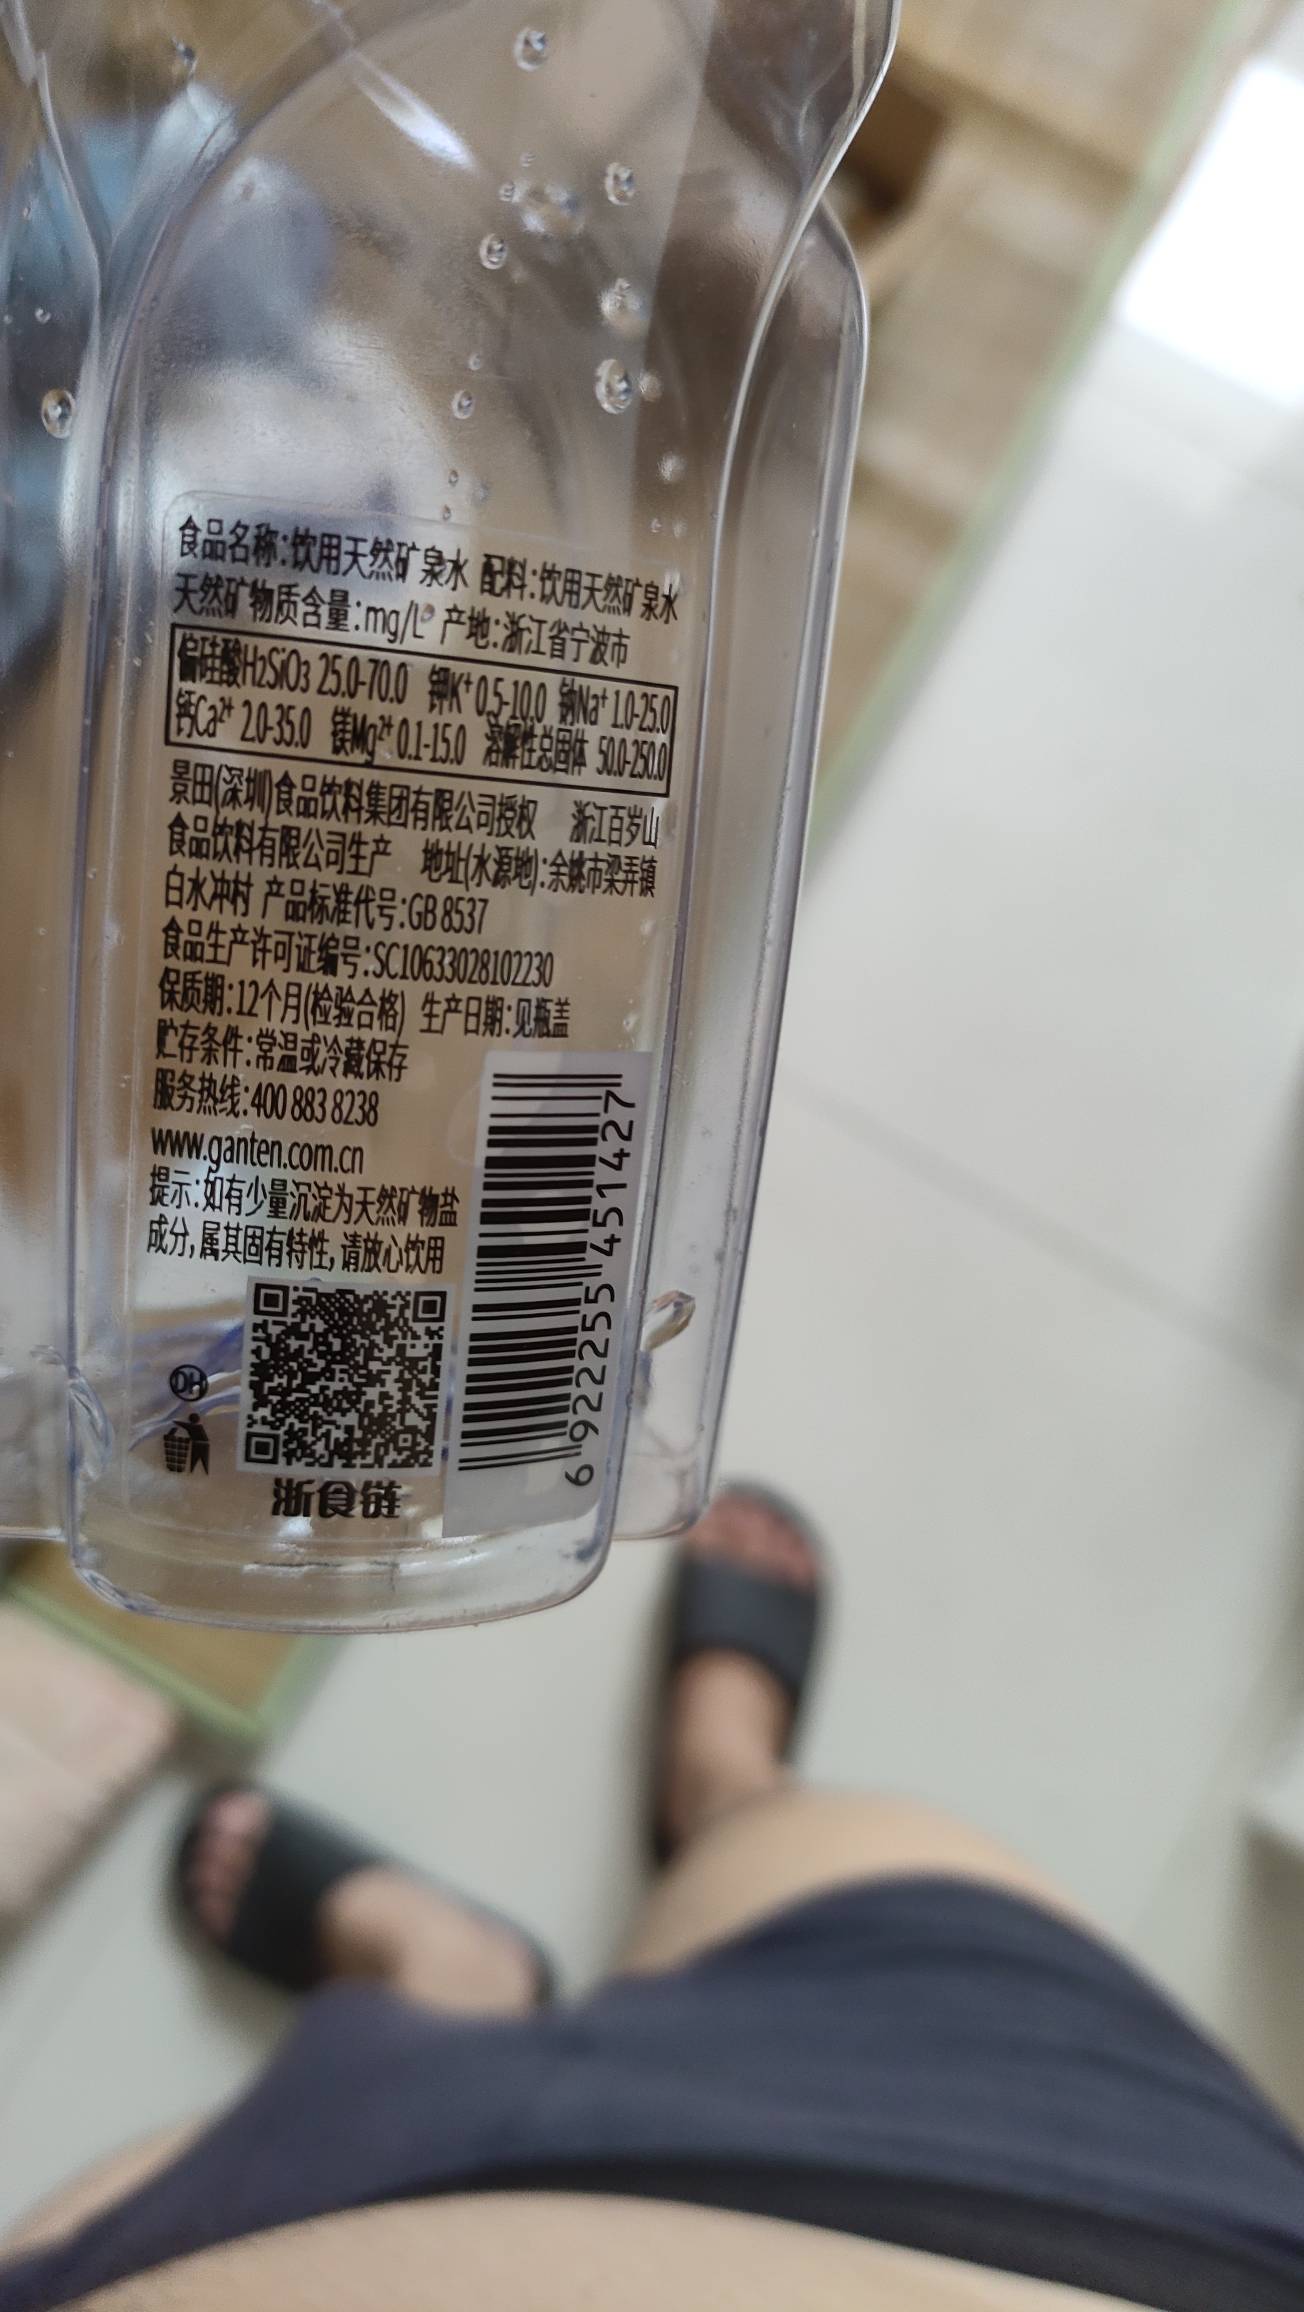 食品名称:饮用天然矿泉水 配料:饮用天然矿泉水
天然矿物质含量:mg/L 产地:浙江省宁波市
偏硅酸H₂SiO₃ 25.0-70.0 钾K⁺ 0.5-10.0 钠Na⁺ 1.0-25.0
钙Ca²⁺ 2.0-35.0 镁Mg²⁺ 0.1-15.0 溶解性总固体 50.0-250.0
景田(深圳)食品饮料集团有限公司授权 浙江百岁山
食品饮料有限公司生产 地址(水源地):余姚市梁弄镇
白水冲村 产品标准代号:GB 8537
食品生产许可证编号:SC10633028102230
保质期:12个月(检验合格) 生产日期:见瓶盖
贮存条件:常温或冷藏保存
服务热线:400 883 8238
www.ganten.com.cn
提示:如有少量沉淀为天然矿物盐
成分,属其固有特性,请放心饮用
6 922255 451427
浙食链